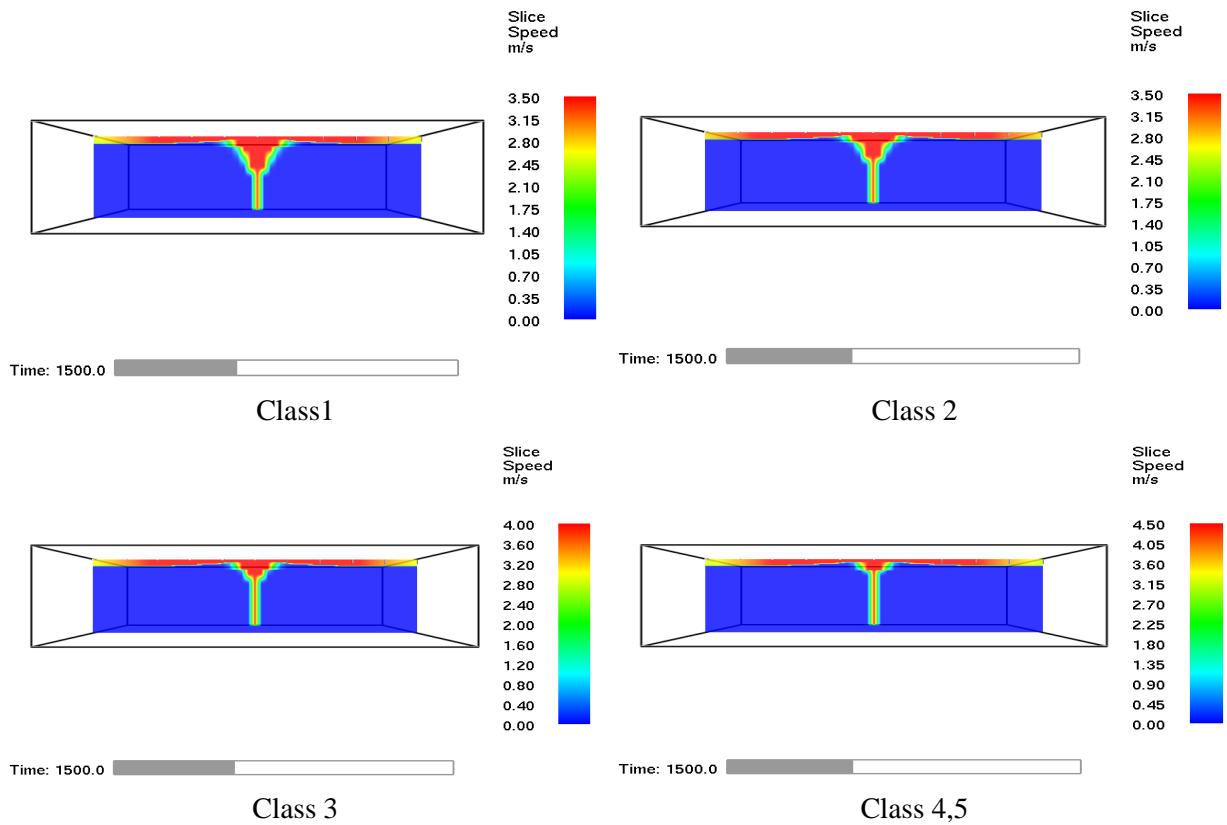 Slice
Speed
m/s
3.50
3.15
2.80
2.45
2.10
1.75
1.40
1.05
0.70
0.35
0.00
Time: 1500.0
Class1
Slice
Speed
m/s
3.50
3.15
2.80
2.45
2.10
1.75
1.40
1.05
0.70
0.35
0.00
Time: 1500.0
Class 2
Slice
Speed
m/s
4.00
3.60
3.20
2.80
2.40
2.00
1.60
1.20
0.80
0.40
0.00
Time: 1500.0
Class 3
Slice
Speed
m/s
4.50
4.05
3.60
3.15
2.70
2.25
1.80
1.35
0.90
0.45
0.00
Time: 1500.0
Class 4,5